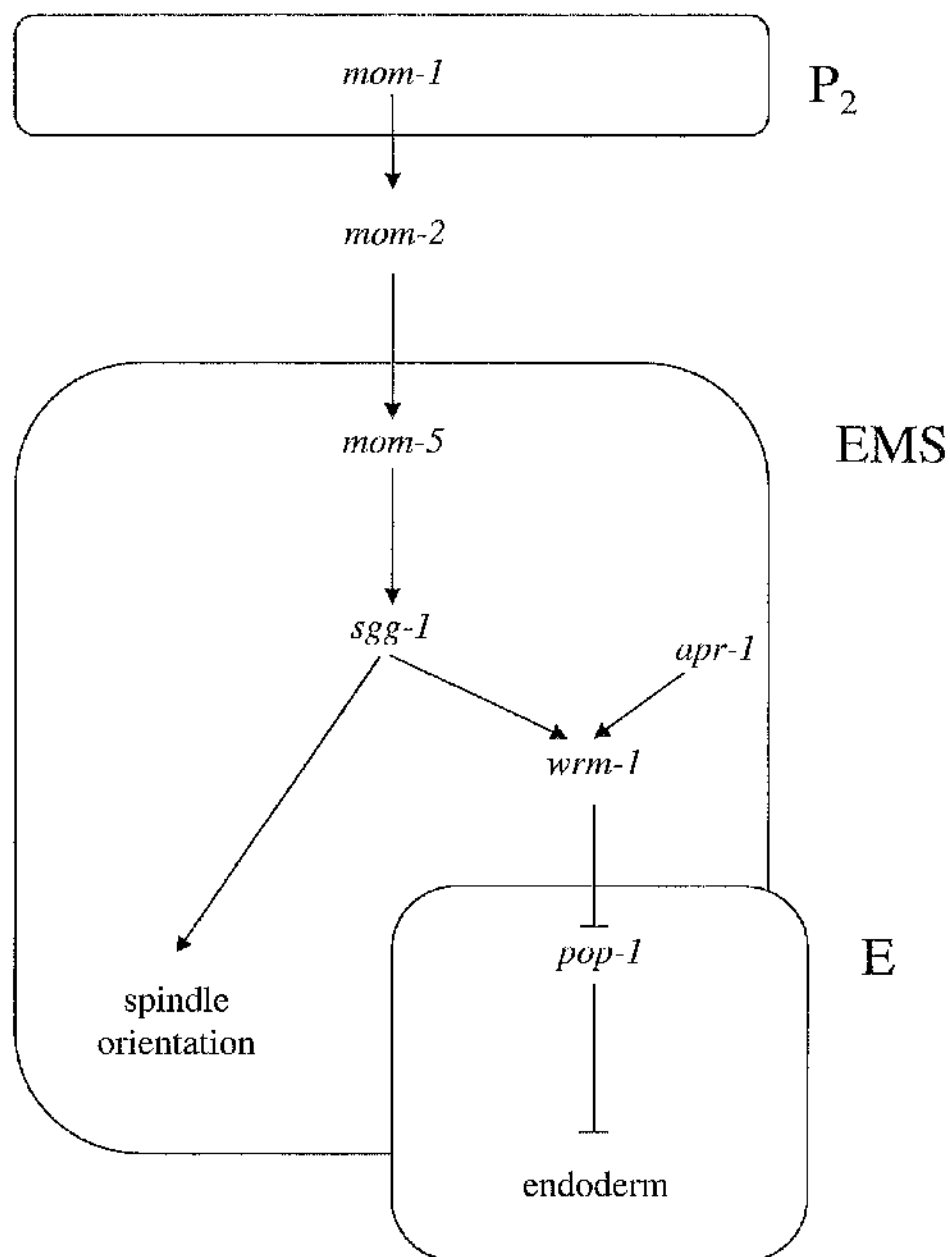 mom-1
P2
mom-2
mom-5
EMS
sgg-1
apr-1
wrm-1
pop-1
E
spindle
orientation
endoderm